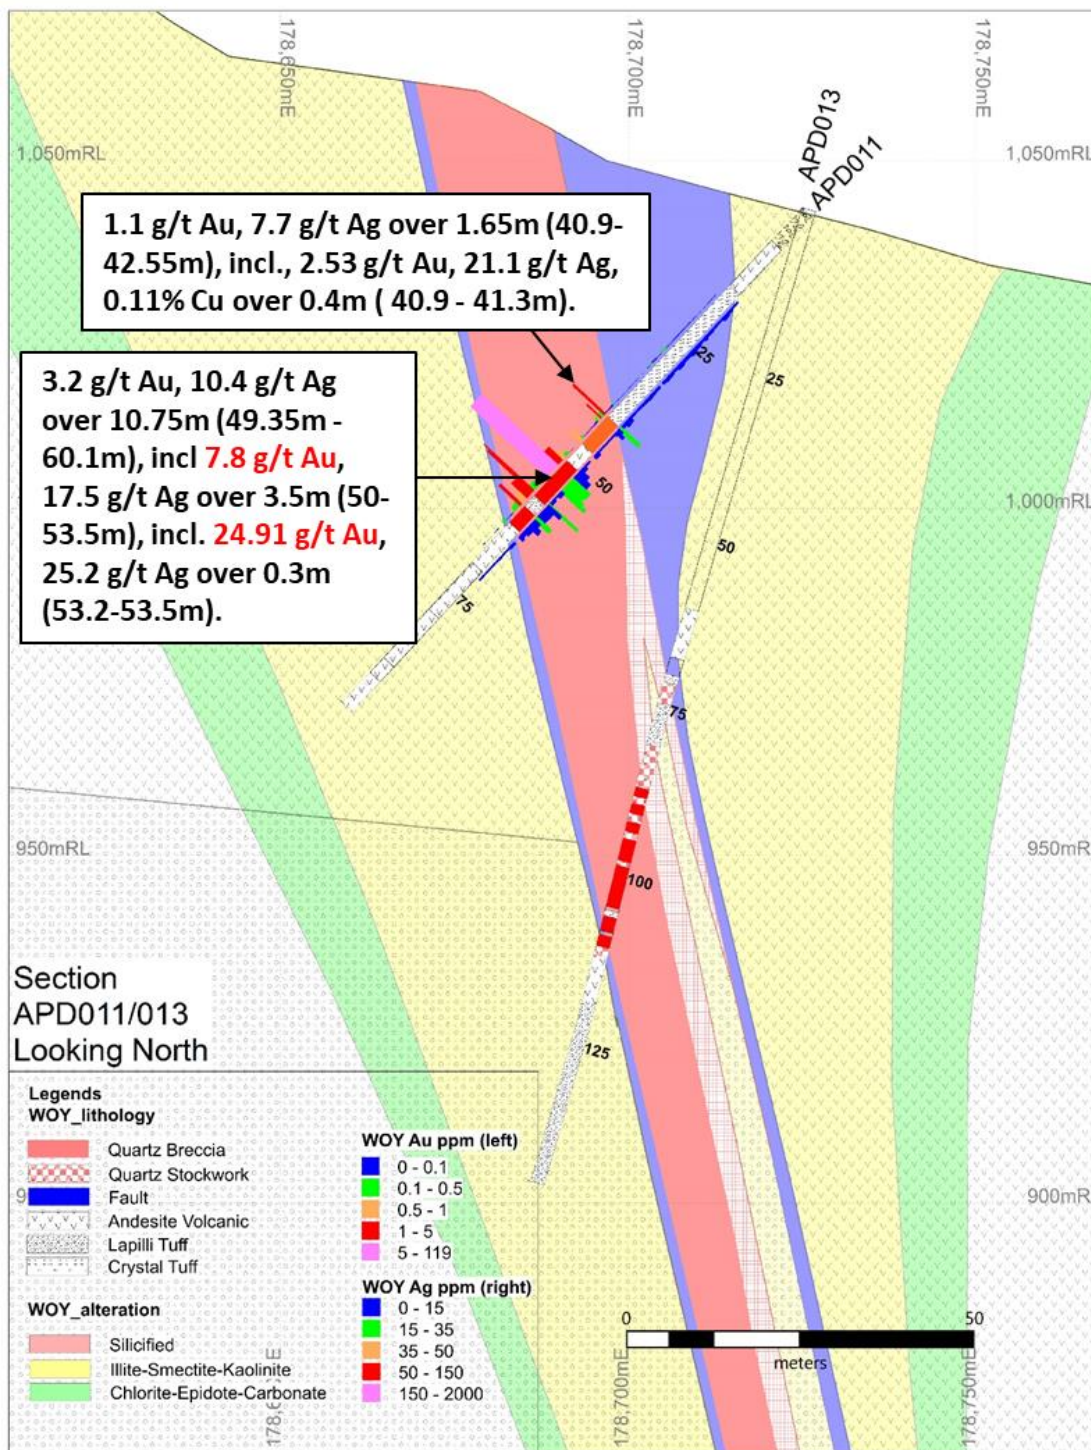 178,650mE
178,700mE
178,750mE
1,050mRL
1,050mRL
APD013
APD011
1.1 g/t Au, 7.7 g/t Ag over 1.65m (40.9-
42.55m), incl., 2.53 g/t Au, 21.1 g/t Ag,
0.11% Cu over 0.4m ( 40.9 - 41.3m).
25
25
3.2 g/t Au, 10.4 g/t Ag
over 10.75m (49.35m -
60.1m), incl 7.8 g/t Au,
17.5 g/t Ag over 3.5m (50-
53.5m), incl. 24.91 g/t Au,
25.2 g/t Ag over 0.3m
(53.2-53.5m).
50
1,000mRL
50
75
75
950mRL
950mR
100
Section
APD011/013
Looking North
125
Legends
WOY_lithology
Quartz Breccia
Quartz Stockwork
Fault
Andesite Volcanic
Lapilli Tuff
Crystal Tuff
WOY_alteration
Silicified
Illite-Smectite-Kaolinite
Chlorite-Epidote-Carbonate
WOY Au ppm (left)
0 - 0.1
0.1 - 0.5
0.5 - 1
1 - 5
5 - 119
WOY Ag ppm (right)
0 - 15
15 - 35
35 - 50
50 - 150
150 - 2000
900mRL
0
50
meters
178,700mE
178,750mE